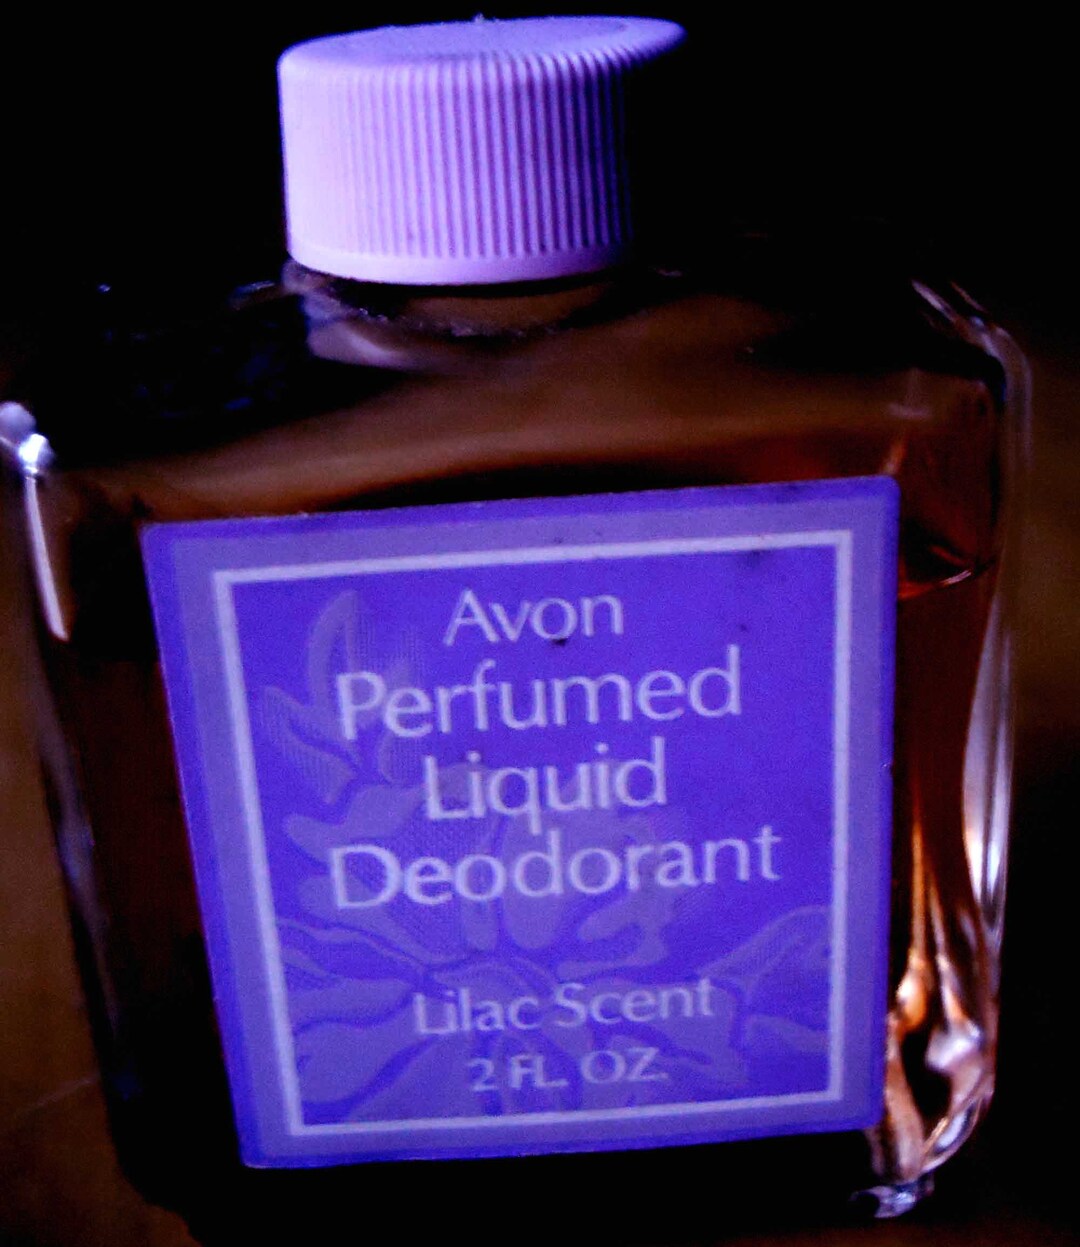 Avon
Perfumed
Liquid
Deodorant
Lilac Scent
2 FL. OZ.